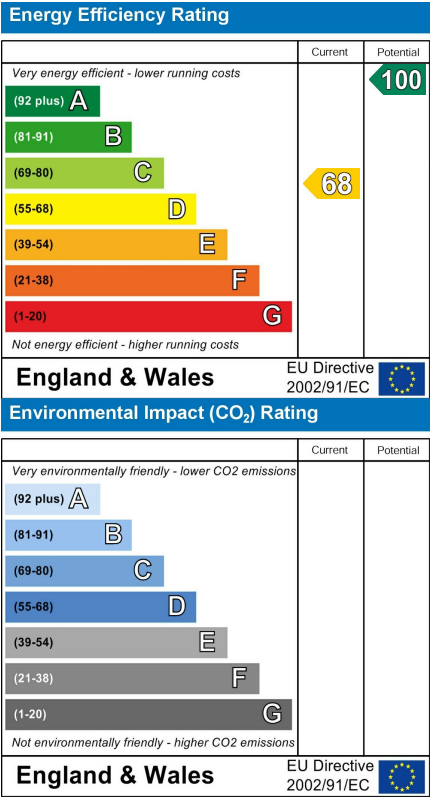 Energy Efficiency Rating
Current Potential
Very energy efficient - lower running costs
100
(92 plus) A
(81-91) B
(69-80) C
68
(55-68) D
(39-54) E
(21-38) F
(1-20) G
Not energy efficient - higher running costs
England & Wales
EU Directive
2002/91/EC
Environmental Impact (CO₂) Rating
Current Potential
Very environmentally friendly - lower CO2 emissions
(92 plus) A
(81-91) B
(69-80) C
(55-68) D
(39-54) E
(21-38) F
(1-20) G
Not environmentally friendly - higher CO2 emissions
England & Wales
EU Directive
2002/91/EC